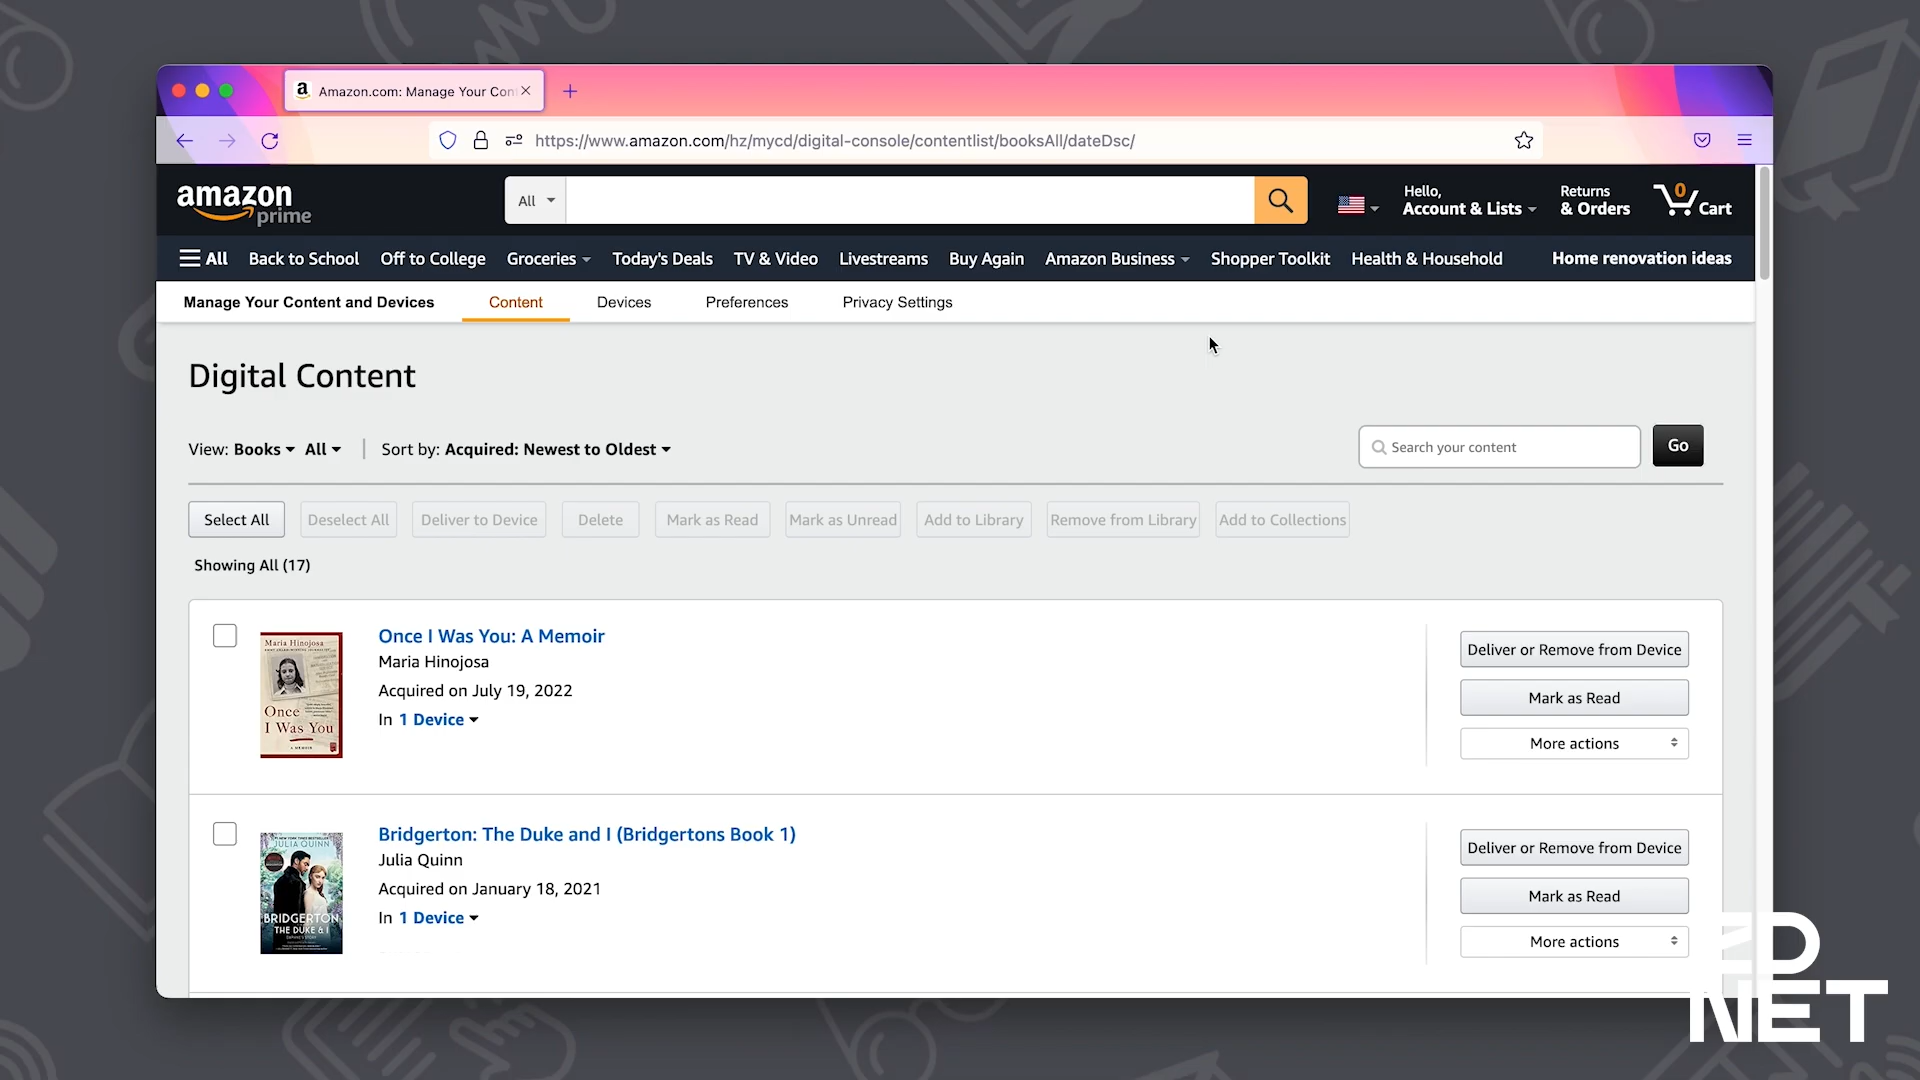 Amazon.com: Manage Your Con
https://www.amazon.com/hz/mycd/digital-console/contentlist/booksAll/dateDsc/
amazon
prime
All
Hello,
Account & Lists
Returns
& Orders
0
Cart
All Back to School Off to College Groceries Today's Deals TV & Video Livestreams Buy Again Amazon Business Shopper Toolkit Health & Household Home renovation ideas
Manage Your Content and Devices Content Devices Preferences Privacy Settings
Digital Content
View: Books All Sort by: Acquired: Newest to Oldest
Search your content
Go
Select All Deselect All Deliver to Device Delete Mark as Read Mark as Unread Add to Library Remove from Library Add to Collections
Showing All (17)
Maria Hinojosa
Once
I Was You
A MEMOIR
Once I Was You: A Memoir
Maria Hinojosa
Acquired on July 19, 2022
In 1 Device
Deliver or Remove from Device
Mark as Read
More actions
JULIA QUINN
BRIDGERTON
THE DUKE & I
Bridgerton: The Duke and I (Bridgertons Book 1)
Julia Quinn
Acquired on January 18, 2021
In 1 Device
Deliver or Remove from Device
Mark as Read
More actions
ZD
NET